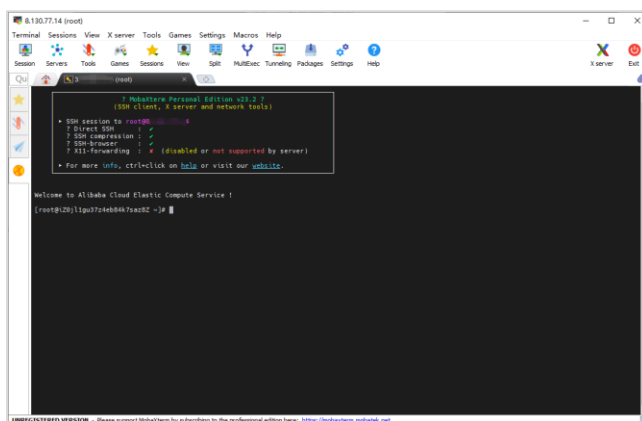 8.130.77.14 (root)
Terminal Sessions View X server Tools Games Settings Macros Help
Session Servers Tools Games Sessions View Split MultiExec Tunneling Packages Settings Help X server Exit
Qu
(root)
? MobaXterm Personal Edition v23.2 ?
(SSH client, X server and network tools)
▸ SSH session to root@
? Direct SSH : ✓
? SSH compression : ✓
? SSH-browser : ✓
? X11-forwarding : ✗ (disabled or not supported by server)
▸ For more info, ctrl+click on help or visit our website.
Welcome to Alibaba Cloud Elastic Compute Service !
~]#
UNREGISTERED VERSION - Please support MobaXterm by subscribing to the professional edition here: https://mobaxterm.mobatek.net